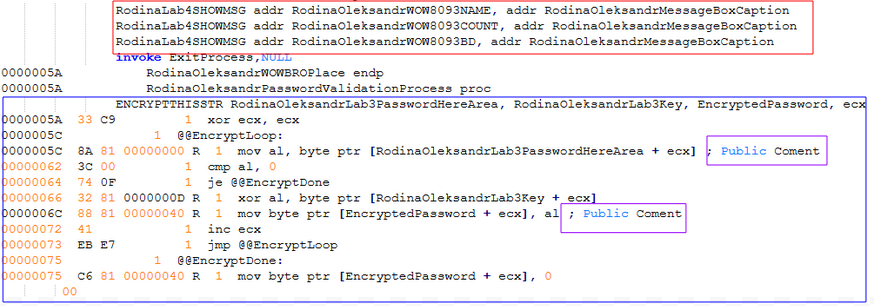 RodinaLab4SHOWMSG addr RodinaOleksandrWOW8093NAME, addr RodinaOleksandrMessageBoxCaption
RodinaLab4SHOWMSG addr RodinaOleksandrWOW8093COUNT, addr RodinaOleksandrMessageBoxCaption
RodinaLab4SHOWMSG addr RodinaOleksandrWOW8093BD, addr RodinaOleksandrMessageBoxCaption
invoke ExitProcess,NULL
0000005A RodinaOleksandrWOWBROPlace endp
0000005A RodinaOleksandrPasswordValidationProcess proc
ENCRYPTTHISSTR RodinaOleksandrLab3PasswordHereArea, RodinaOleksandrLab3Key, EncryptedPassword, ecx
0000005A 33 C9 1 xor ecx, ecx
0000005C 1 @@EncryptLoop:
0000005C 8A 81 00000000 R 1 mov al, byte ptr [RodinaOleksandrLab3PasswordHereArea + ecx] ; Public Coment
00000062 3C 00 1 cmp al, 0
00000064 74 0F 1 je @@EncryptDone
00000066 32 81 0000000D R 1 xor al, byte ptr [RodinaOleksandrLab3Key + ecx]
0000006C 88 81 00000040 R 1 mov byte ptr [EncryptedPassword + ecx], al ; Public Coment
00000072 41 1 inc ecx
00000073 EB E7 1 jmp @@EncryptLoop
00000075 1 @@EncryptDone:
00000075 C6 81 00000040 R 1 mov byte ptr [EncryptedPassword + ecx], 0
00